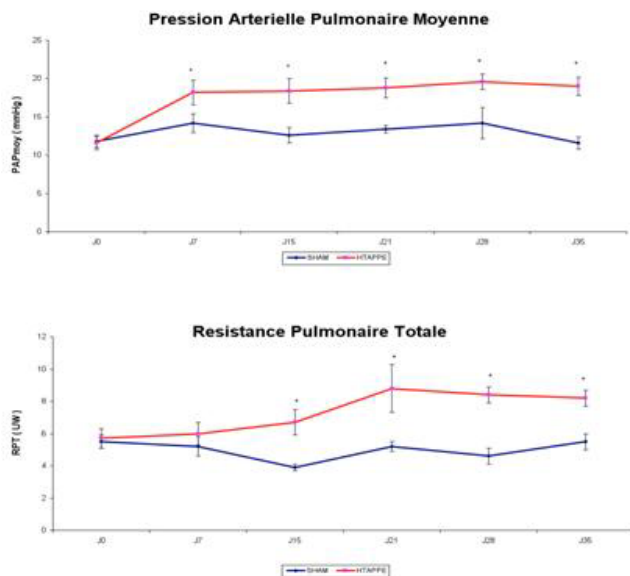 Pression Arterielle Pulmonaire Moyenne
25
*
*
*
*
*
20
15
PAPmoy (mmHg)
10
5
0
J0 J7 J15 J21 J28 J35
SHAM HTAPPE
Resistance Pulmonaire Totale
12
*
10
*
*
*
8
RPT (UW)
6
4
2
0
J0 J7 J15 J21 J28 J35
SHAM HTAPPE